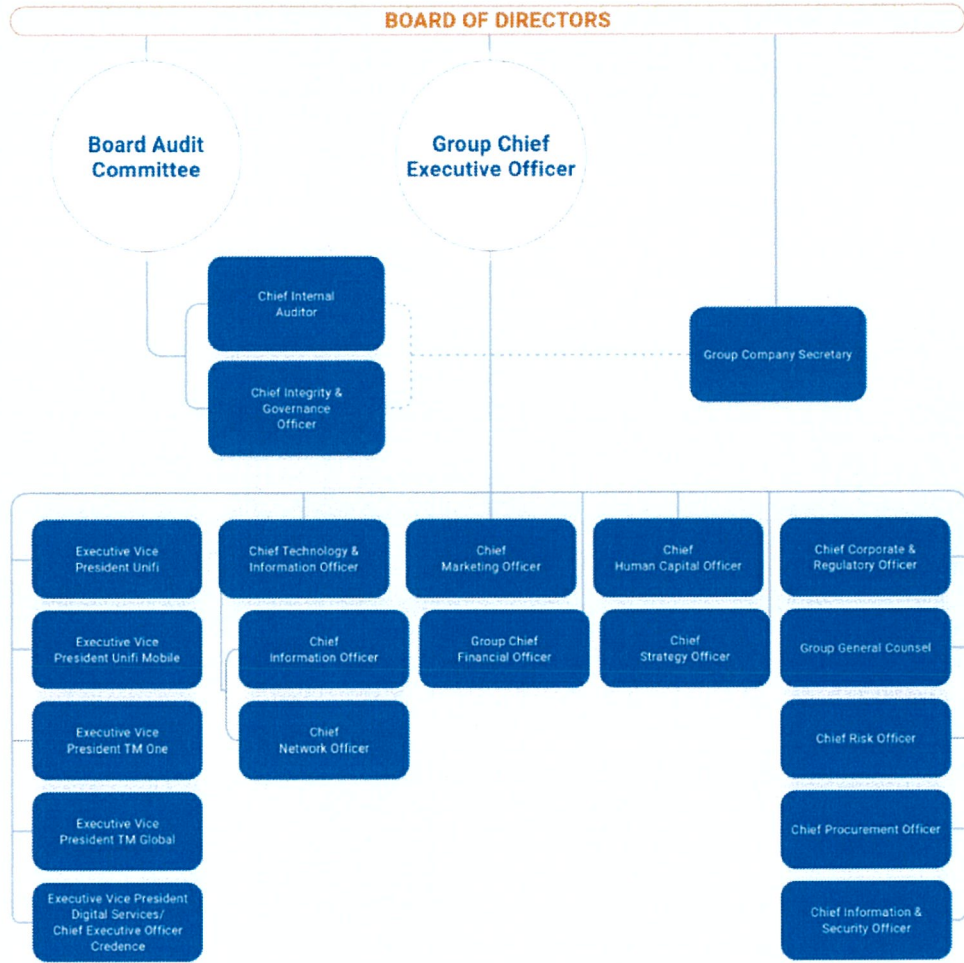 BOARD OF DIRECTORS
Board Audit
Committee
Group Chief
Executive Officer
Chief Internal
Auditor
Chief Integrity &
Governance
Officer
Group Company Secretary
Executive Vice
President Unifi
Executive Vice
President Unifi Mobile
Executive Vice
President TM One
Executive Vice
President TM Global
Executive Vice President
Digital Services/
Chief Executive Officer
Credence
Chief Technology &
Information Officer
Chief
Information Officer
Chief
Network Officer
Chief
Marketing Officer
Group Chief
Financial Officer
Chief
Human Capital Officer
Chief
Strategy Officer
Chief Corporate &
Regulatory Officer
Group General Counsel
Chief Risk Officer
Chief Procurement Officer
Chief Information &
Security Officer